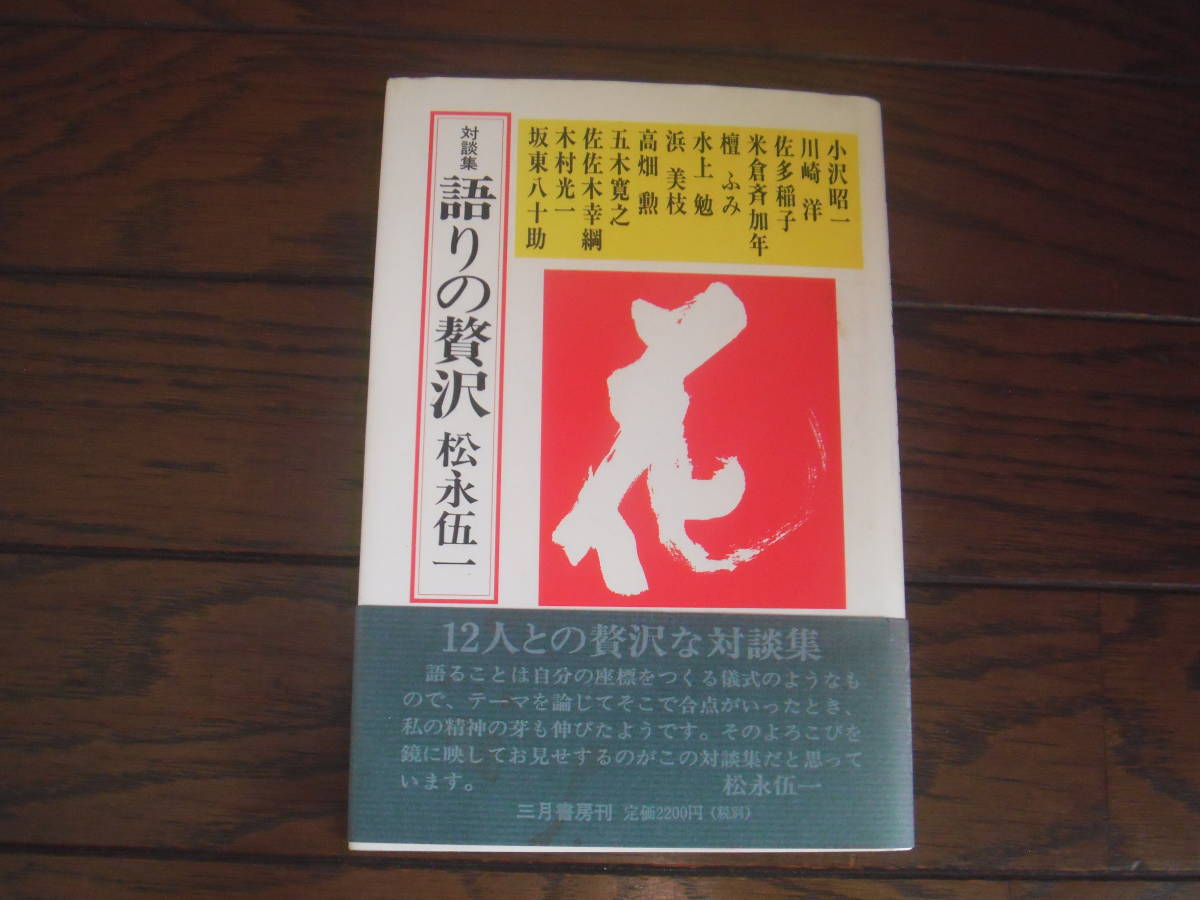 小沢昭一
川崎 洋
佐多稲子
米倉斉加年
檀 ふみ
水上 勉
浜 美枝
高畑 勲
五木寛之
佐佐木幸綱
木村光一
坂東八十助
対談集
語りの贅沢
松永伍一
花
12人との贅沢な対談集
語ることは自分の座標をつくる儀式のようなも
ので、テーマを論じてそこで合点がいったとき、
私の精神の芽も伸びたようです。そのよろこびを
鏡に映してお見せするのがこの対談集だと思って
います。 松永伍一
三月書房刊 定価2200円（税別）